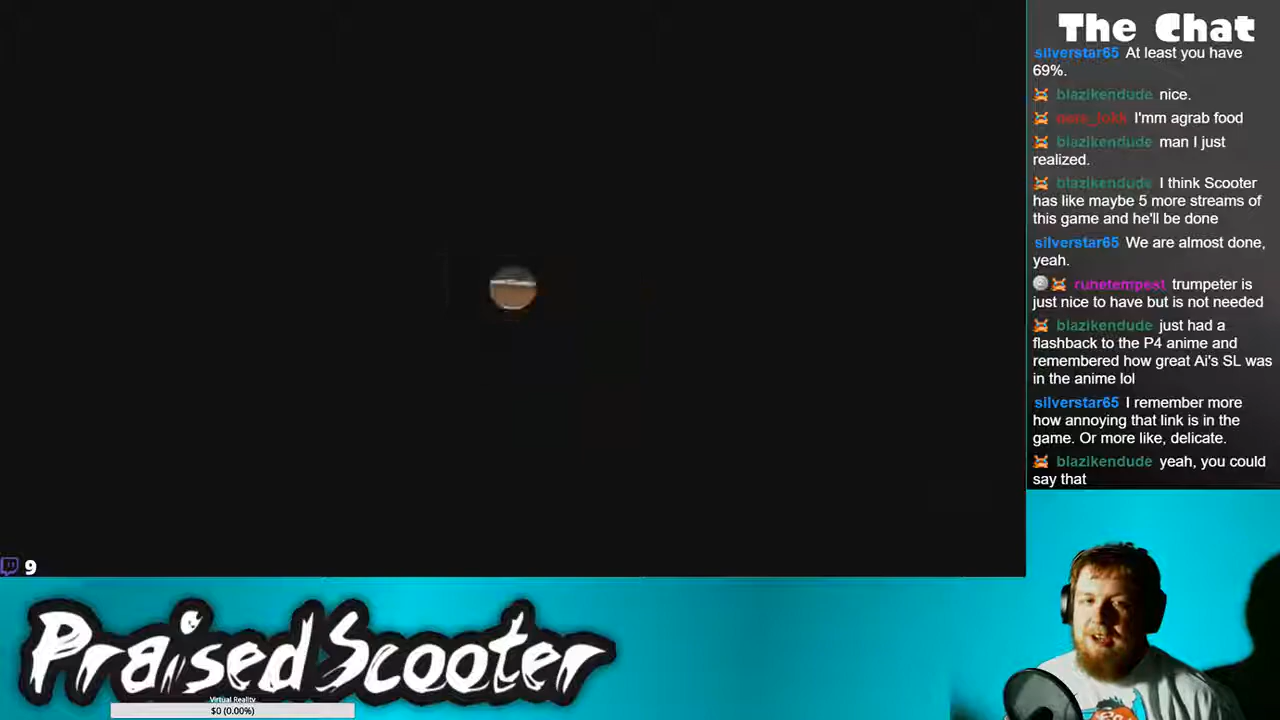 The Chat
silverstar65 At least you have
69%.
blazikendude nice.
I'mm agrab food
blazikendude man I just
realized.
blazikendude I think Scooter
has like maybe 5 more streams of
this game and he'll be done
silverstar65 We are almost done,
yeah.
runetempest trumpeter is
just nice to have but is not needed
blazikendude just had a
flashback to the P4 anime and
remembered how great Ai's SL was
in the anime lol
silverstar65 I remember more
how annoying that link is in the
game. Or more like, delicate.
blazikendude yeah, you could
say that
9
Praised Scooter
Virtual Reality
$0 (0.00%)